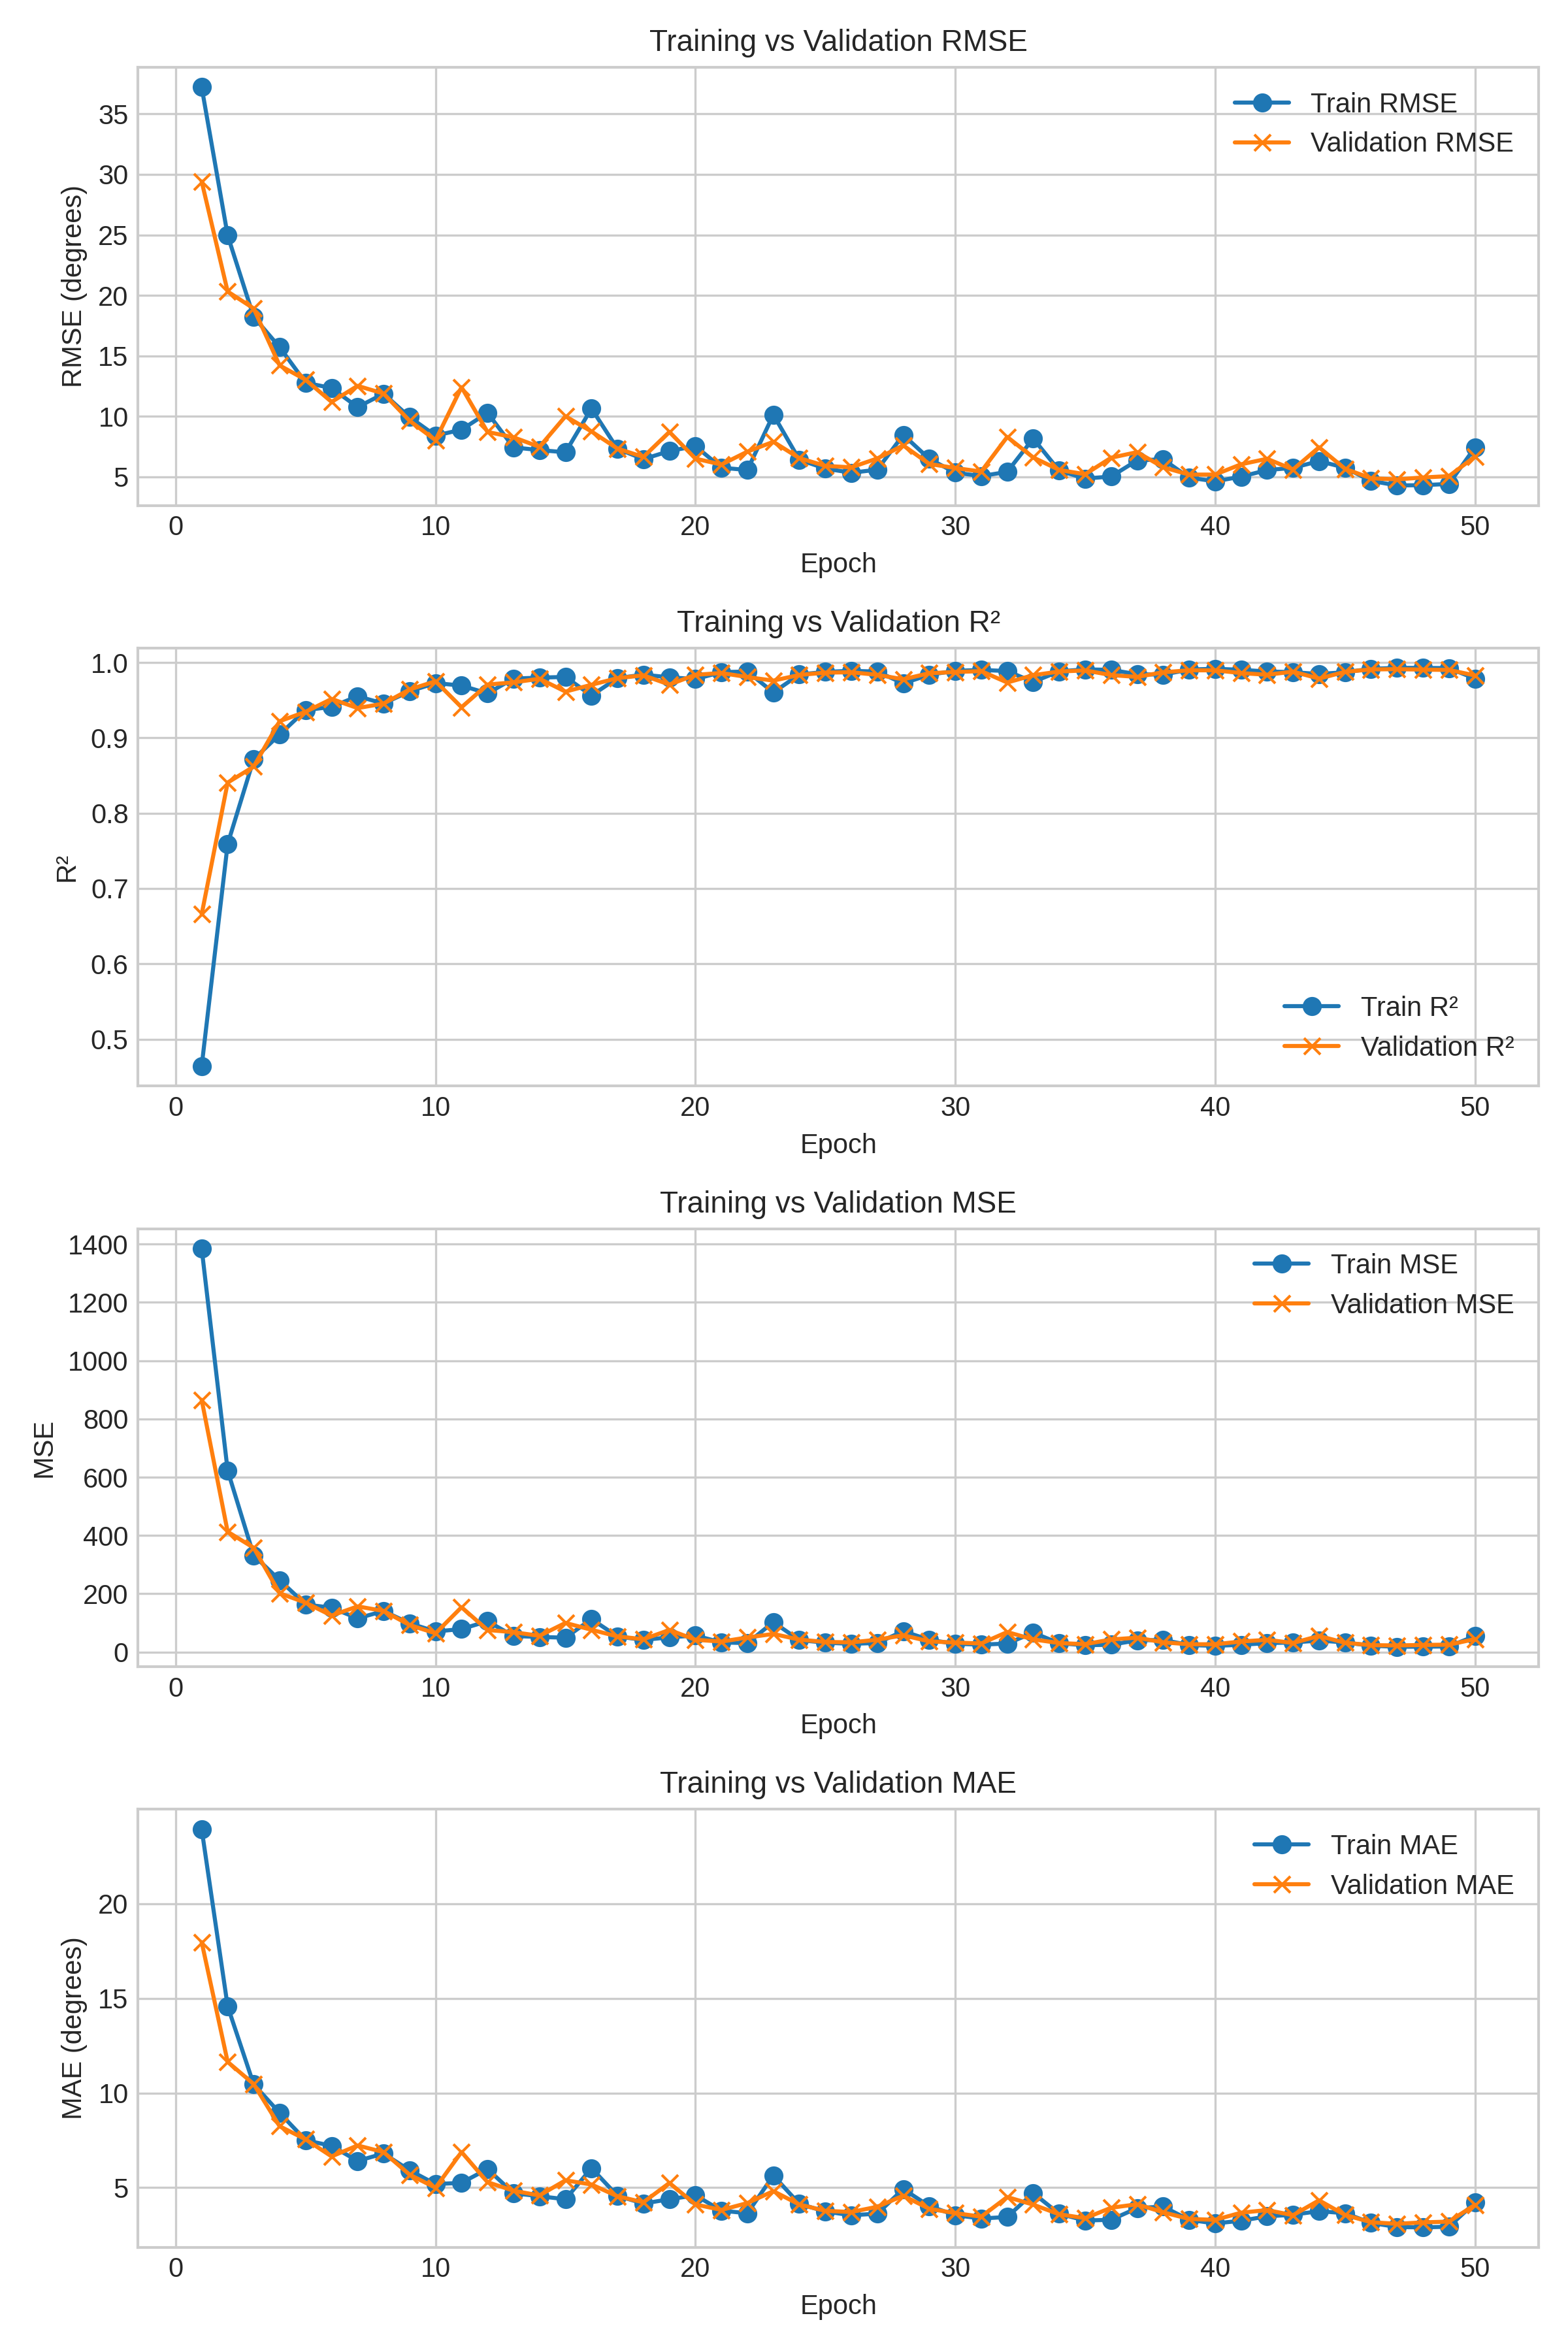 Training vs Validation RMSE
35
30
25
20
15
10
5
RMSE (degrees)
Train RMSE
Validation RMSE
0 10 20 30 40 50
Epoch
Training vs Validation R²
1.0
0.9
0.8
0.7
0.6
0.5
R²
Train R²
Validation R²
0 10 20 30 40 50
Epoch
Training vs Validation MSE
1400
1200
1000
800
600
400
200
0
MSE
Train MSE
Validation MSE
0 10 20 30 40 50
Epoch
Training vs Validation MAE
20
15
10
5
MAE (degrees)
Train MAE
Validation MAE
0 10 20 30 40 50
Epoch